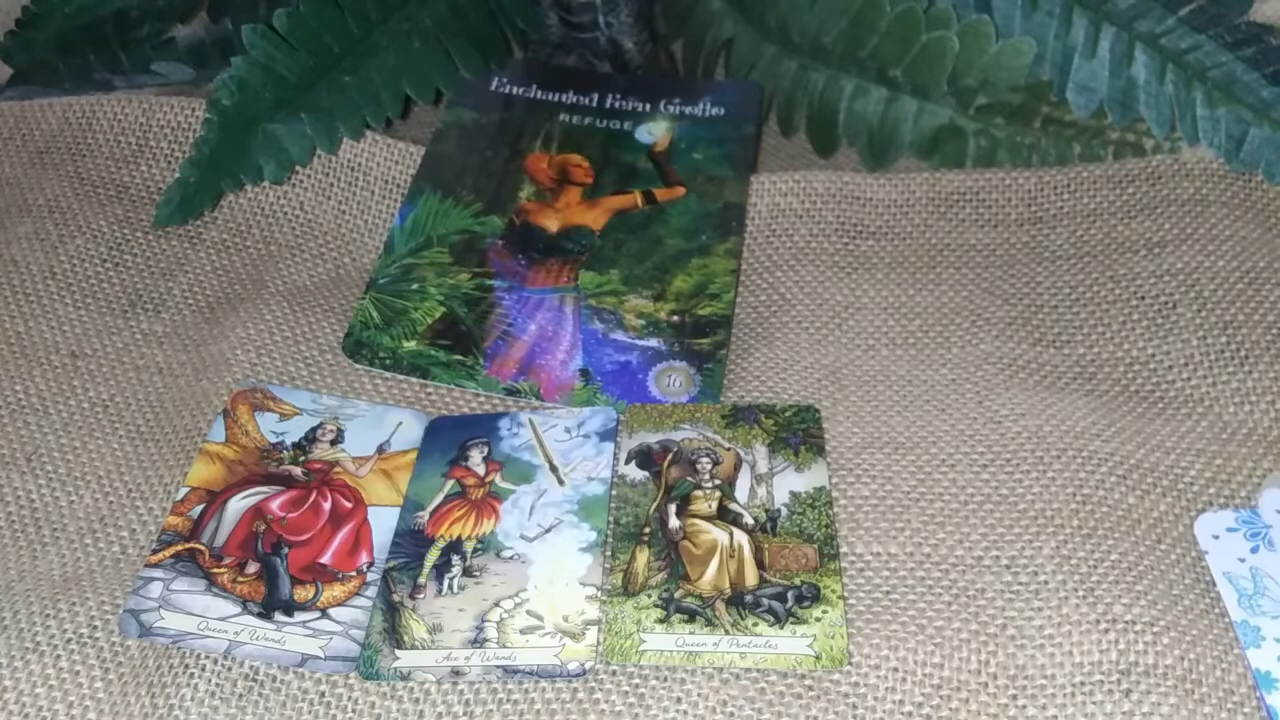 Enchanted Fern Grotto
REFUGE
16
Queen of Wands
Ace of Wands
Queen of Pentacles